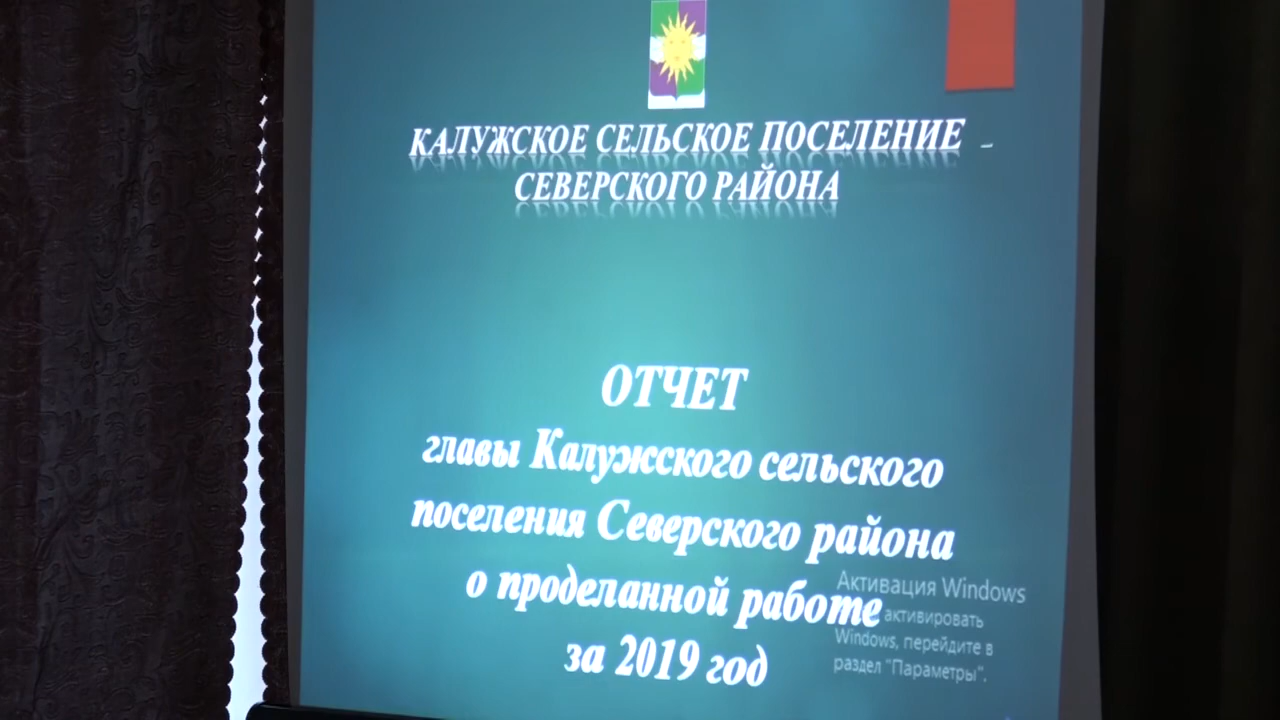 КАЛУЖСКОЕ СЕЛЬСКОЕ ПОСЕЛЕНИЕ –
СЕВЕРСКОГО РАЙОНА
ОТЧЕТ
главы Калужсского сельского
поселения Северского района
о проделанной работе
за 2019 год
Активация Windows
активировать
Windows, перейдите в
раздел "Параметры".